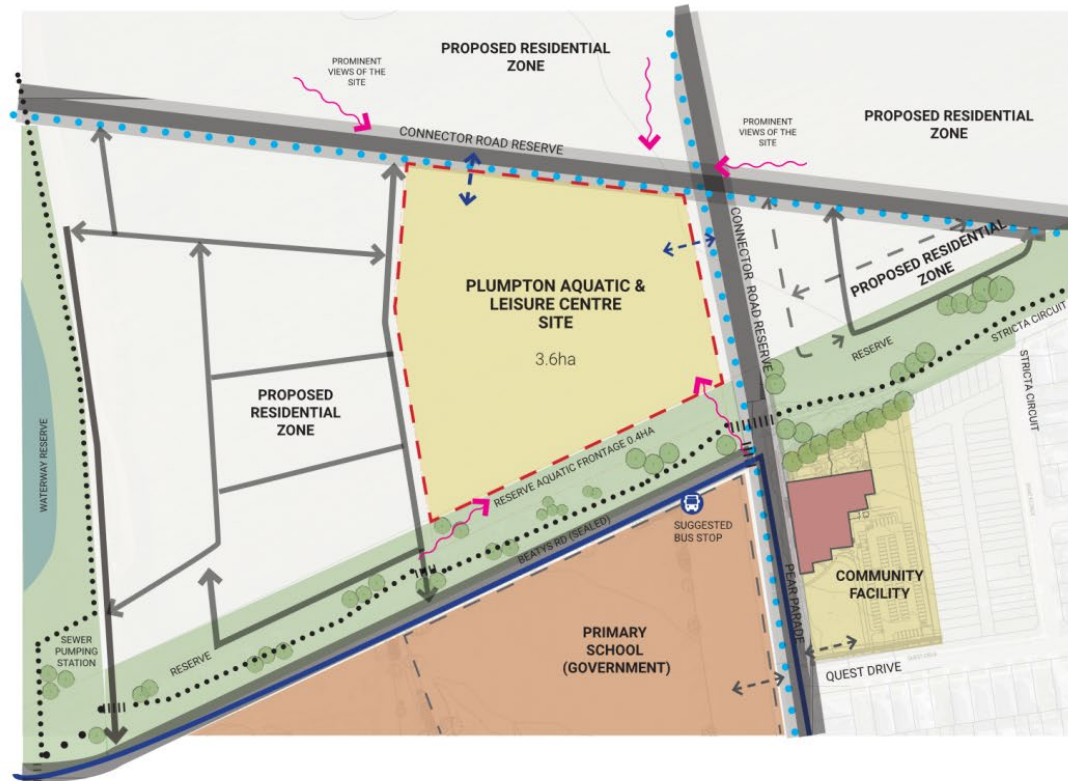 PROPOSED RESIDENTIAL
ZONE
PROMINENT
VIEWS OF THE
SITE
PROPOSED RESIDENTIAL
ZONE
PROMINENT
VIEWS OF THE
SITE
CONNECTOR ROAD RESERVE
CONNECTOR ROAD RESERVE
PROPOSED RESIDENTIAL
ZONE
PLUMPTON AQUATIC &
LEISURE CENTRE
SITE
3.6ha
RESERVE
STRICTA CIRCUIT
STRICTA CIRCUIT
PROPOSED
RESIDENTIAL
ZONE
WATERWAY RESERVE
RESERVE AQUATIC FRONTAGE 0.4HA
BEATYS RD (SEALED)
SUGGESTED
BUS STOP
PEAR PARADE
COMMUNITY
FACILITY
SEWER
PUMPING
STATION
RESERVE
PRIMARY
SCHOOL
(GOVERNMENT)
QUEST DRIVE